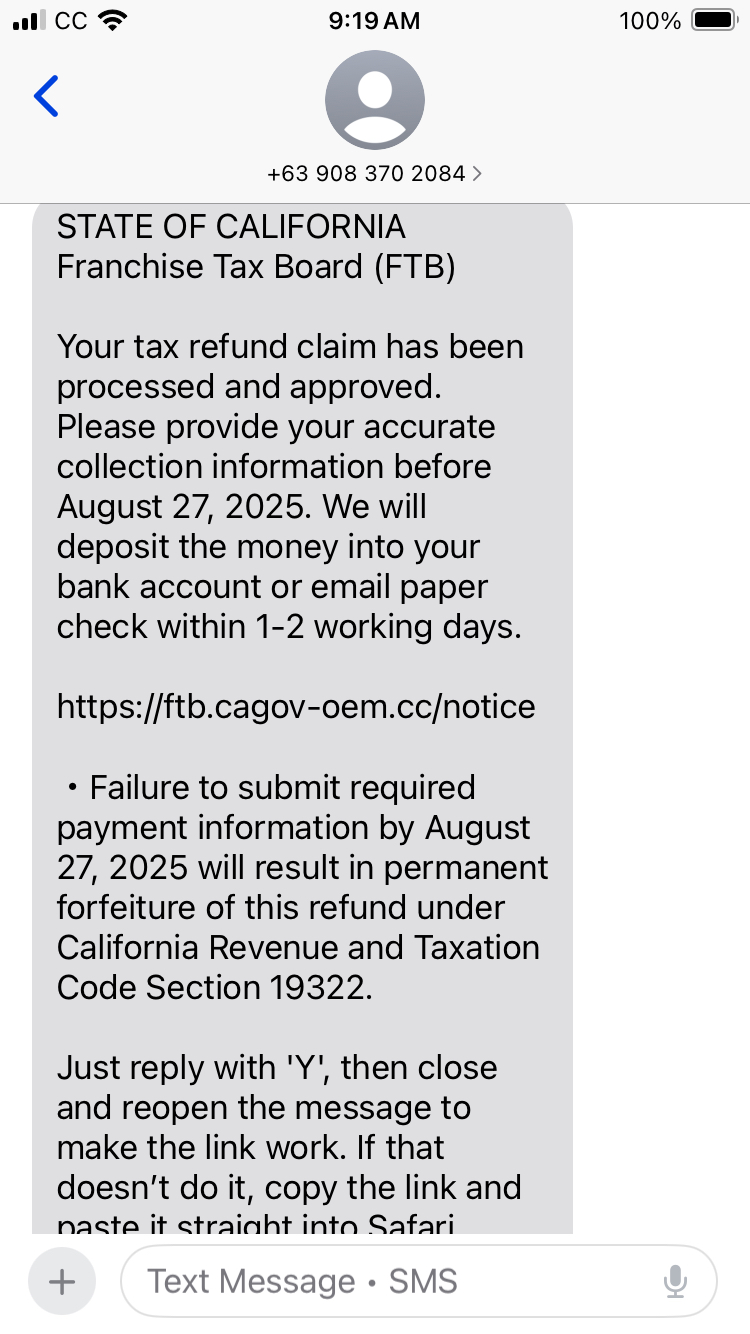 CC
9:19 AM
100%
+63 908 370 2084
STATE OF CALIFORNIA
Franchise Tax Board (FTB)
Your tax refund claim has been
processed and approved.
Please provide your accurate
collection information before
August 27, 2025. We will
deposit the money into your
bank account or email paper
check within 1-2 working days.
https://ftb.cagov-oem.cc/notice
• Failure to submit required
payment information by August
27, 2025 will result in permanent
forfeiture of this refund under
California Revenue and Taxation
Code Section 19322.
Just reply with 'Y', then close
and reopen the message to
make the link work. If that
doesn’t do it, copy the link and
paste it straight into Safari
Text Message • SMS